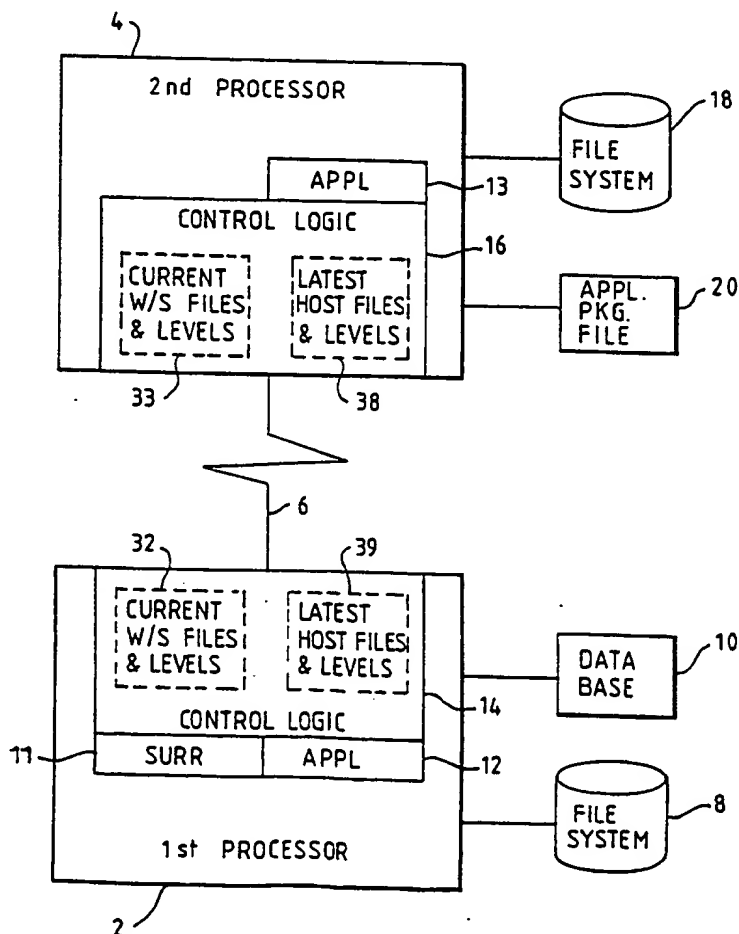 4
2nd PROCESSOR
18
FILE
SYSTEM
APPL
13
CONTROL LOGIC
16
CURRENT
W/S FILES
& LEVELS
LATEST
HOST FILES
& LEVELS
20
APPL.
PKG.
FILE
33
38
6
32
39
CURRENT
W/S FILES
& LEVELS
LATEST
HOST FILES
& LEVELS
10
DATA
BASE
14
CONTROL LOGIC
11
SURR
APPL
12
8
FILE
SYSTEM
1st PROCESSOR
2